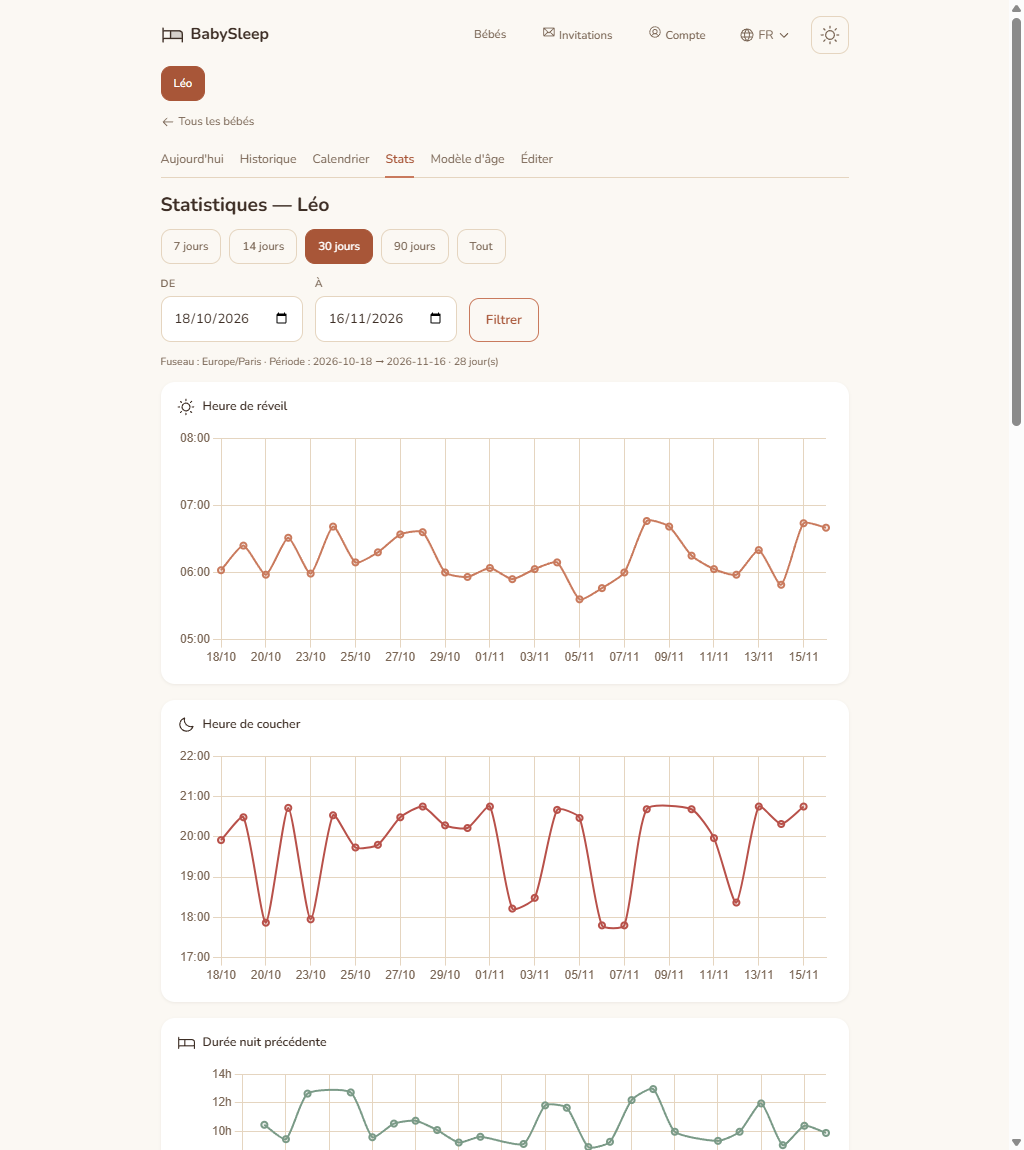 BabySleep
Bébés Invitations Compte FR
Léo
← Tous les bébés
Aujourd'hui Historique Calendrier Stats Modèle d'âge Éditer
Statistiques — Léo
7 jours 14 jours 30 jours 90 jours Tout
DE À
18/10/2026 16/11/2026 Filtrer
Fuseau : Europe/Paris · Période : 2026-10-18 → 2026-11-16 · 28 jour(s)
Heure de réveil
08:00
07:00
06:00
05:00
18/10 20/10 23/10 25/10 27/10 29/10 01/11 03/11 05/11 07/11 09/11 11/11 13/11 15/11
Heure de coucher
22:00
21:00
20:00
19:00
18:00
17:00
18/10 20/10 23/10 25/10 27/10 29/10 01/11 03/11 05/11 07/11 09/11 11/11 13/11 15/11
Durée nuit précédente
14h
12h
10h